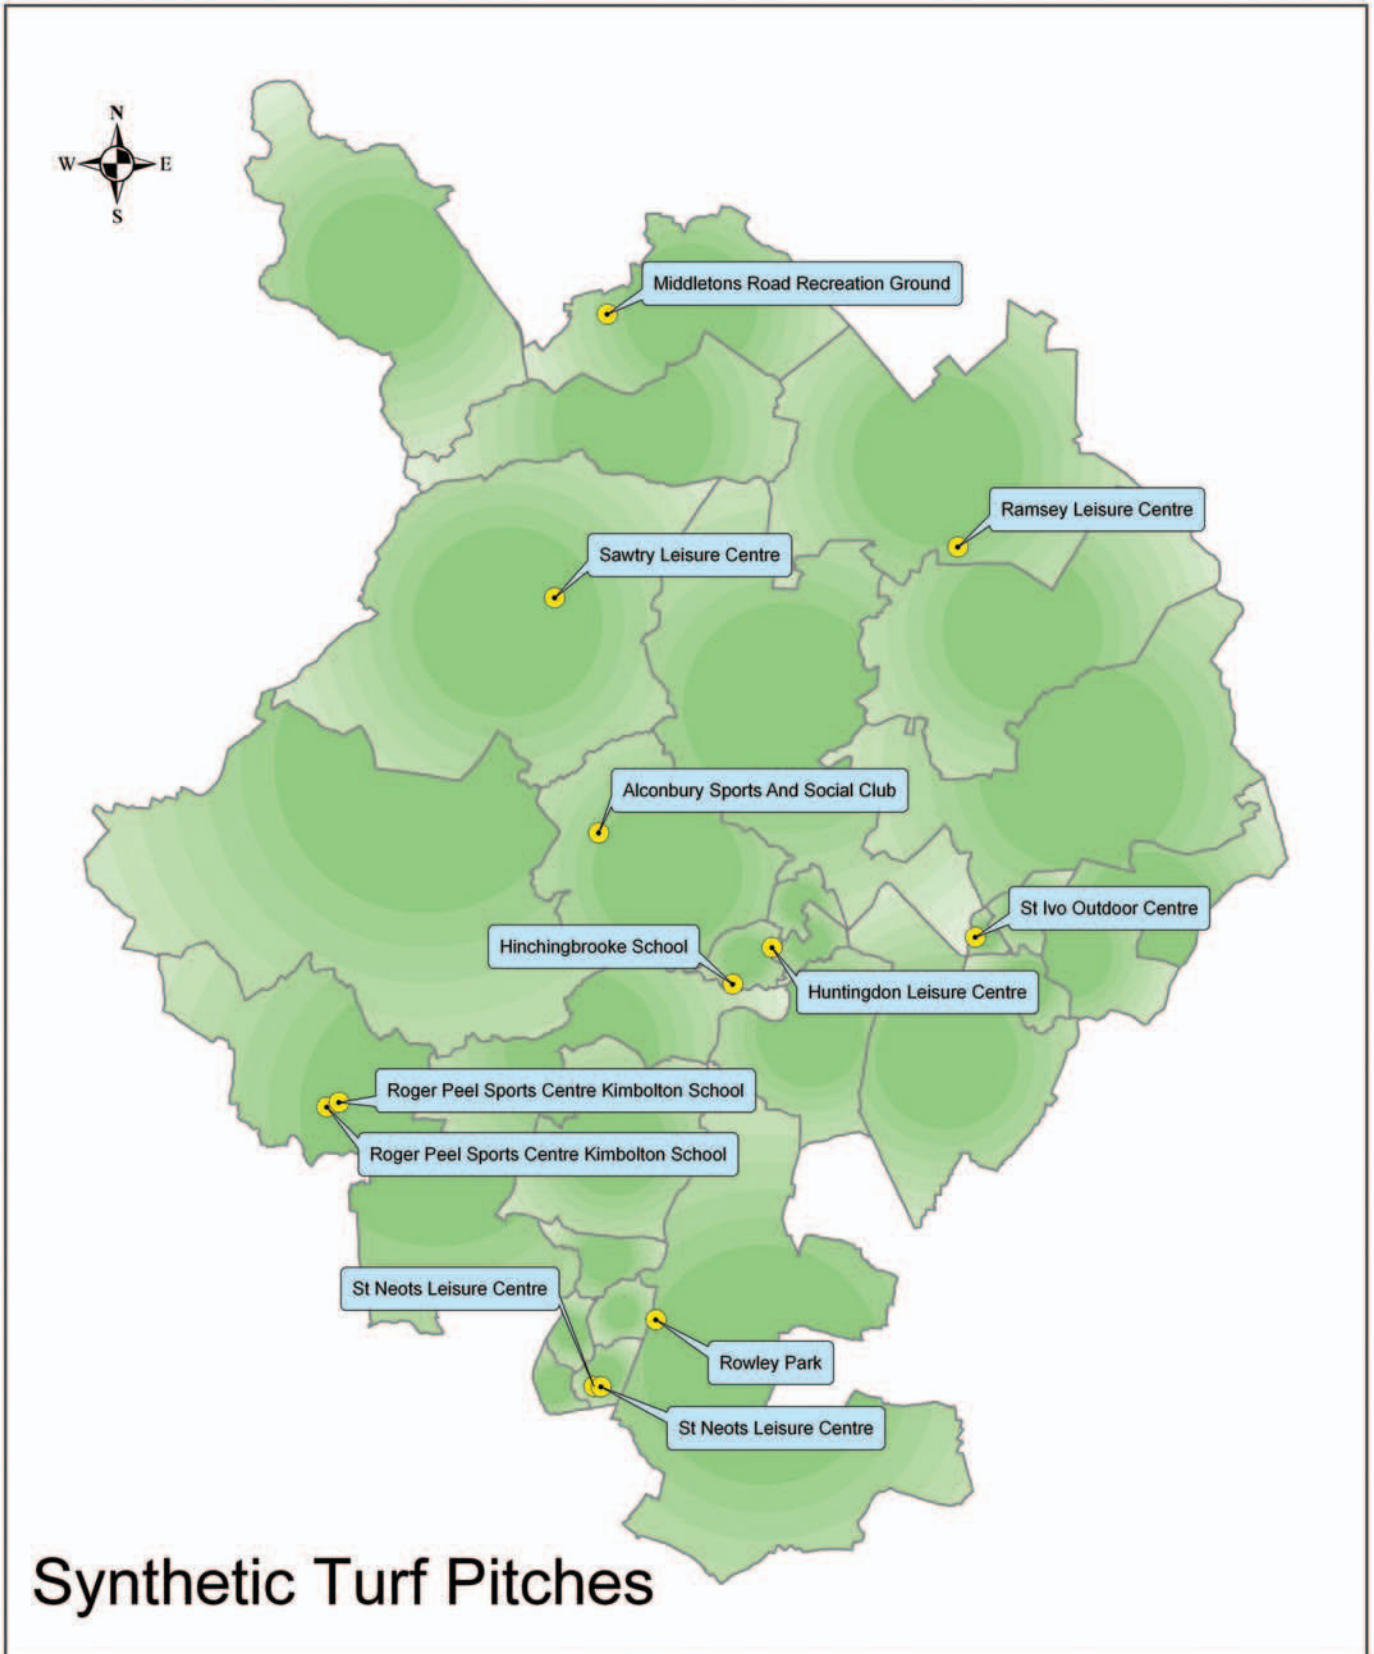 N
W E
S
Middletons Road Recreation Ground
Ramsey Leisure Centre
Sawtry Leisure Centre
Alconbury Sports And Social Club
St Ivo Outdoor Centre
Hinchingbrooke School
Huntingdon Leisure Centre
Roger Peel Sports Centre Kimbolton School
Roger Peel Sports Centre Kimbolton School
St Neots Leisure Centre
Rowley Park
St Neots Leisure Centre
Synthetic Turf Pitches